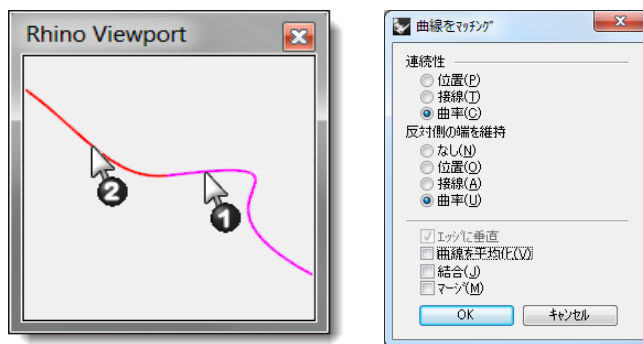 Rhino Viewport
2
1
曲線をマッチング
連続性
位置(P)
接線(T)
曲率(C)
反対側の端を維持
なし(N)
位置(O)
接線(A)
曲率(U)
エッジに垂直
曲線を平均化(V)
結合(J)
マージ(M)
OK キャンセル